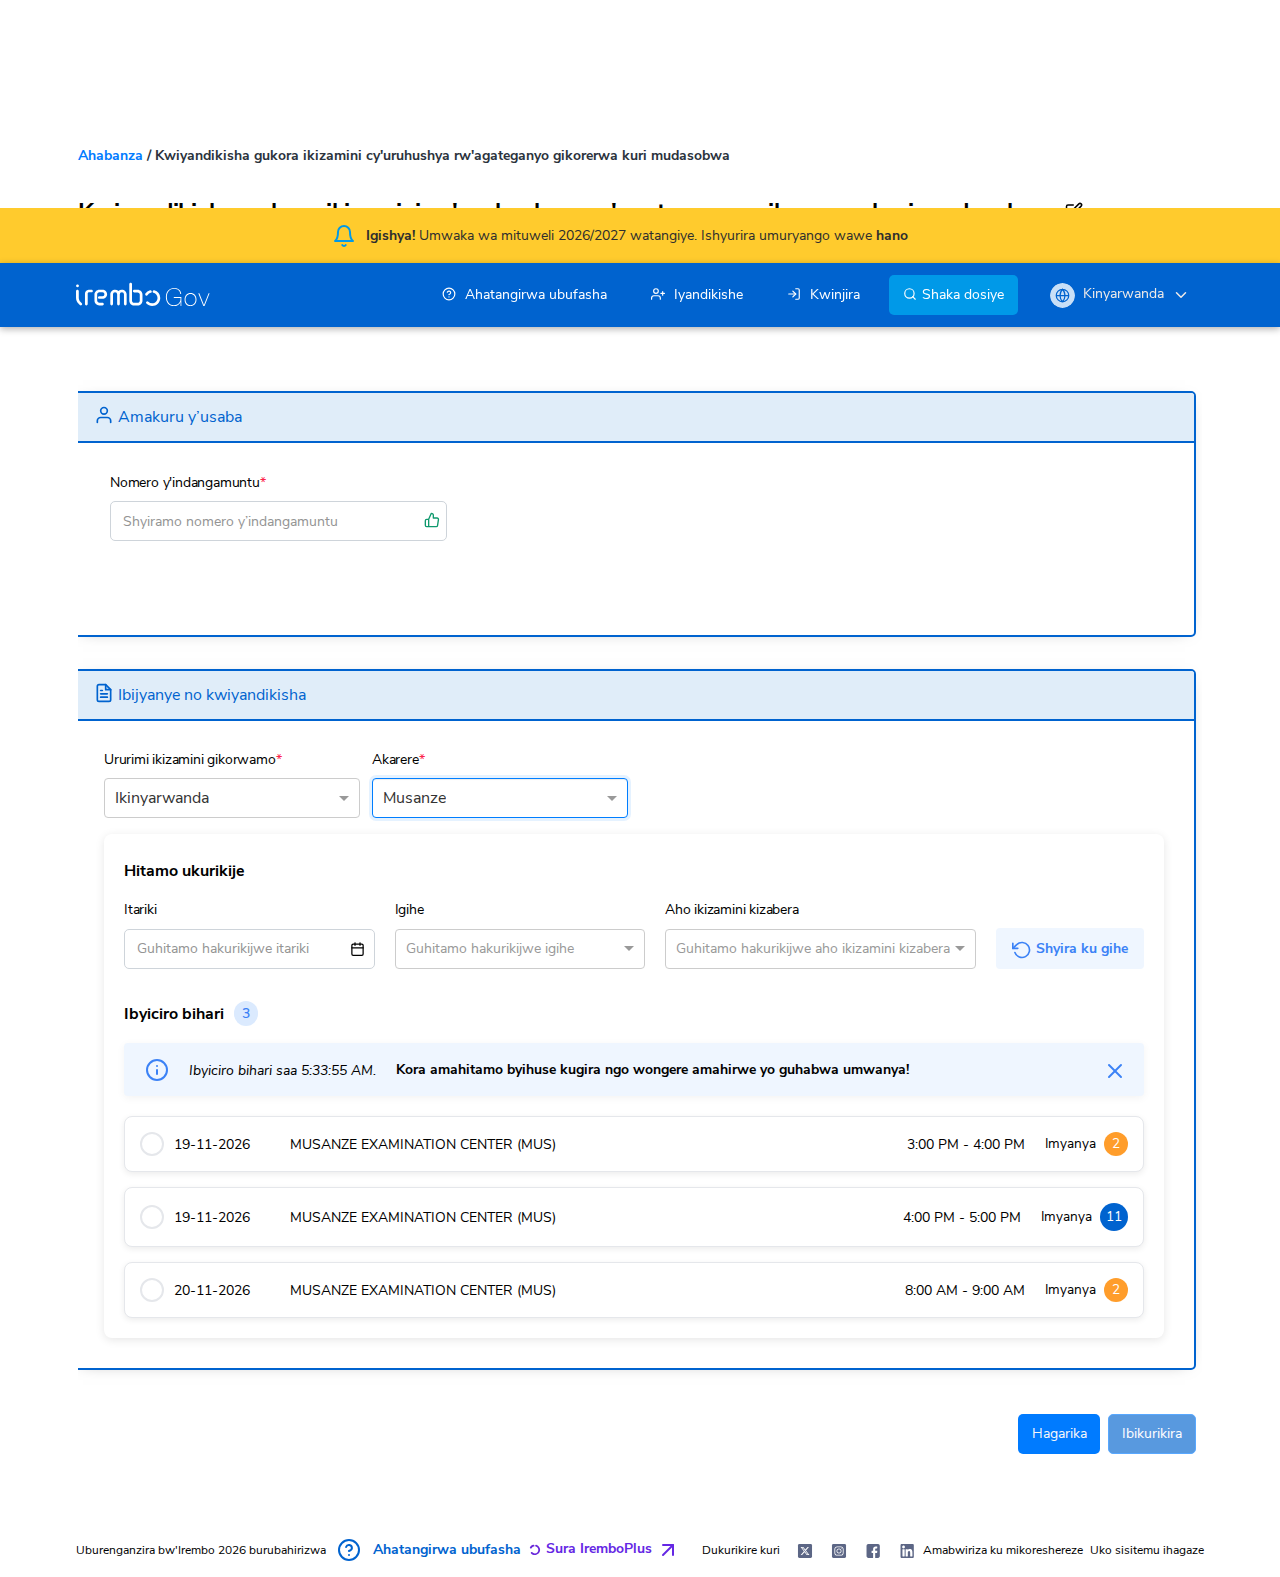 Ahabanza / Kwiyandikisha gukora ikizamini cy'uruhushya rw'agateganyo gikorerwa kuri mudasobwa
Igishya! Umwaka wa mituweli 2026/2027 watangiye. Ishyurira umuryango wawe hano
irembo Gov
Ahatangirwa ubufasha
Iyandikishe
Kwinjira
Shaka dosiye
Kinyarwanda
Amakuru y’usaba
Nomero y'indangamuntu*
Shyiramo nomero y’indangamuntu
Ibijyanye no kwiyandikisha
Ururimi ikizamini gikorwamo*
Akarere*
Ikinyarwanda
Musanze
Hitamo ukurikije
Itariki
Igihe
Aho ikizamini kizabera
Guhitamo hakurikijwe itariki
Guhitamo hakurikijwe igihe
Guhitamo hakurikijwe aho ikizamini kizabera
Shyira ku gihe
Ibyiciro bihari 3
Ibyiciro bihari saa 5:33:55 AM. Kora amahitamo byihuse kugira ngo wongere amahirwe yo guhabwa umwanya!
19-11-2026 MUSANZE EXAMINATION CENTER (MUS) 3:00 PM - 4:00 PM Imyanya 2
19-11-2026 MUSANZE EXAMINATION CENTER (MUS) 4:00 PM - 5:00 PM Imyanya 11
20-11-2026 MUSANZE EXAMINATION CENTER (MUS) 8:00 AM - 9:00 AM Imyanya 2
Hagarika
Ibikurikira
Uburenganzira bw'Irembo 2026 burubahirizwa
Ahatangirwa ubufasha
Sura IremboPlus
Dukurikire kuri
Amabwiriza ku mikoreshereze
Uko sisitemu ihagaze